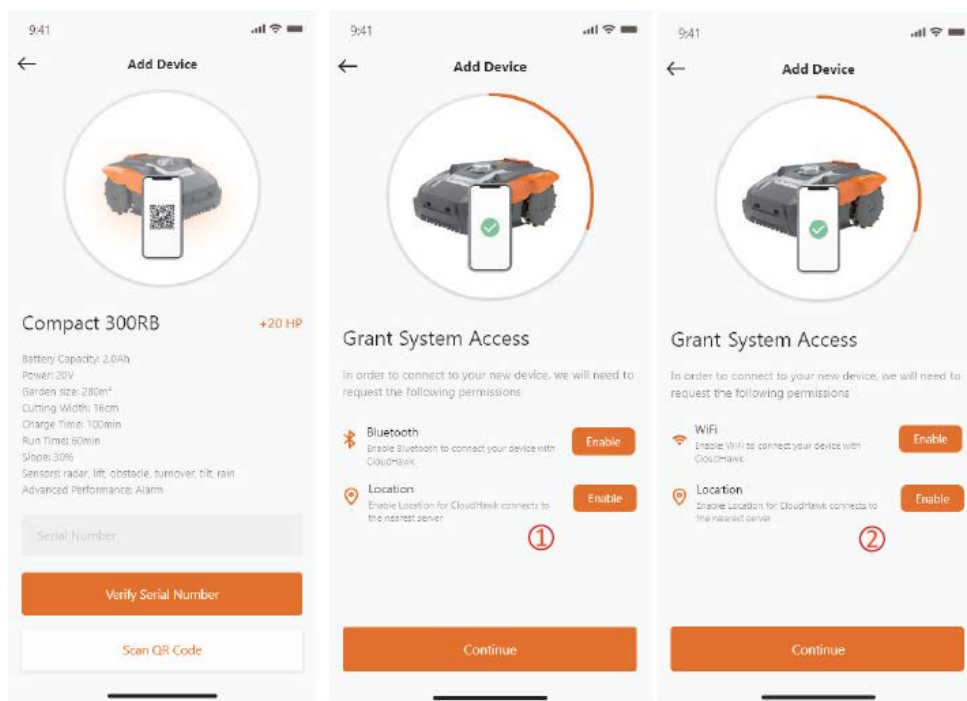 9:41
Add Device
Compact 300RB
+20 HP
Battery Capacity: 2.0Ah
Power: 20V
Garden size: 280m²
Cutting Width: 16cm
Charge Time: 100min
Run Time: 60min
Slope: 30%
Sensors: radar, lift, obstacle, turnover, tilt, rain
Advanced Performance: Alarm
Serial Number
Verify Serial Number
Scan QR Code
9:41
Add Device
Grant System Access
In order to connect to your new device, we will need to
request the following permissions
Bluetooth
Enable Bluetooth to connect your device with
CloudHawk
Enable
Location
Enable Location for CloudHawk connects to
the nearest server
Enable
①
Continue
9:41
Add Device
Grant System Access
In order to connect to your new device, we will need to
request the following permissions
WiFi
Enable WiFi to connect your device with
CloudHawk
Enable
Location
Enable Location for CloudHawk connects to
the nearest server
Enable
②
Continue